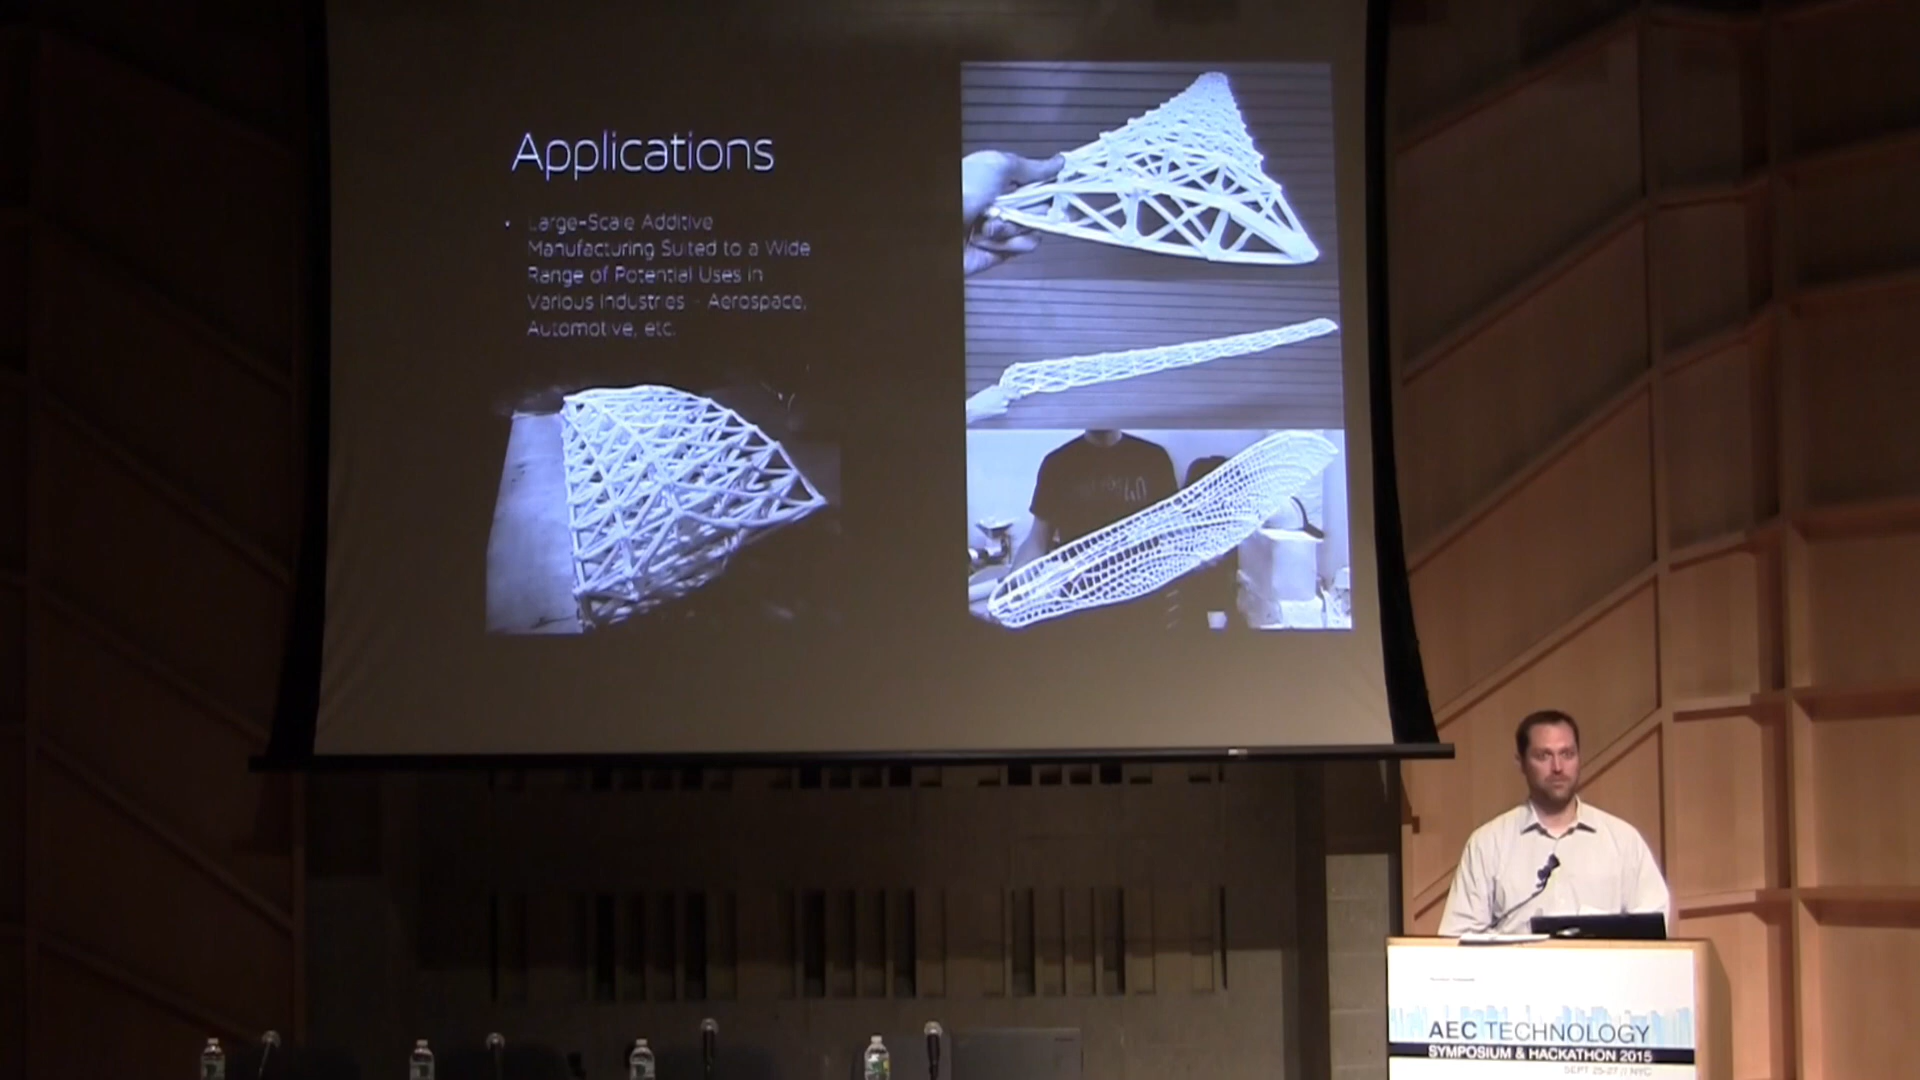 Applications
• Large-Scale Additive
Manufacturing Suited to a Wide
Range of Potential Uses in
Various Industries - Aerospace,
Automotive, etc.
AEC TECHNOLOGY
SYMPOSIUM & HACKATHON 2015
SEPT 25-27 // NYC